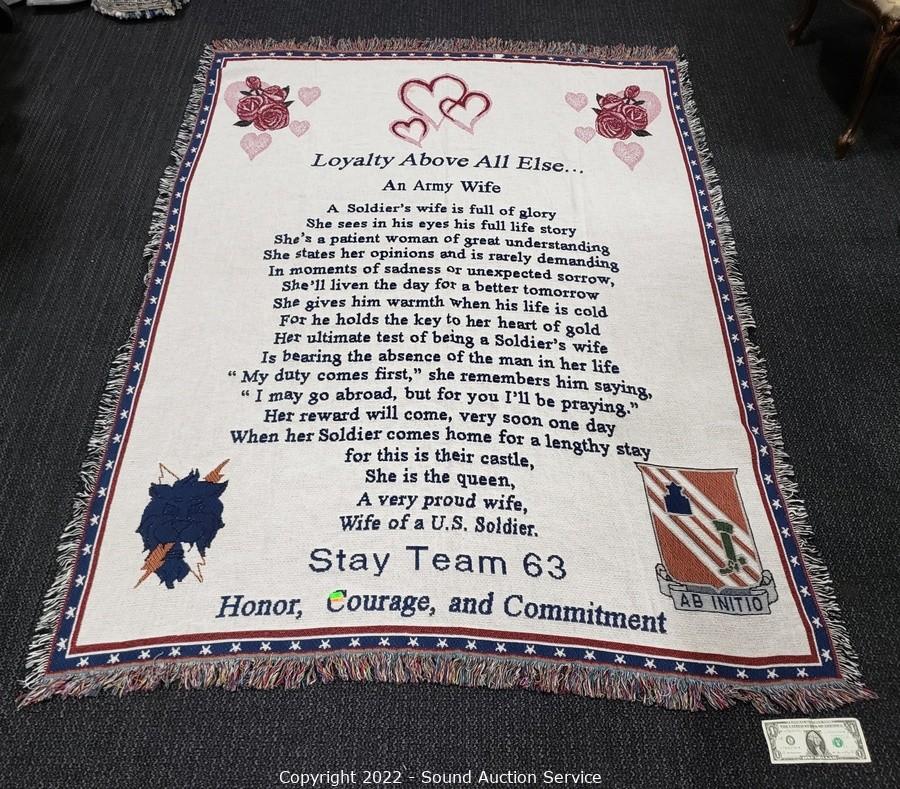 Loyalty Above All Else...
An Army Wife
A Soldier's wife is full of glory
She sees in his eyes his full life story
She's a patient woman of great understanding
She states her opinions and is rarely demanding
In moments of sadness or unexpected sorrow,
She'll liven the day for a better tomorrow
She gives him warmth when his life is cold
For he holds the key to her heart of gold
Her ultimate test of being a Soldier's wife
Is bearing the absence of the man in her life
“ My duty comes first,” she remembers him saying,
“ I may go abroad, but for you I'll be praying.”
Her reward will come, very soon one day
When her Soldier comes home for a lengthy stay
for this is their castle,
She is the queen,
A very proud wife,
Wife of a U.S. Soldier.
Stay Team 63
AB INITIO
Honor, Courage, and Commitment
Copyright 2022 - Sound Auction Service